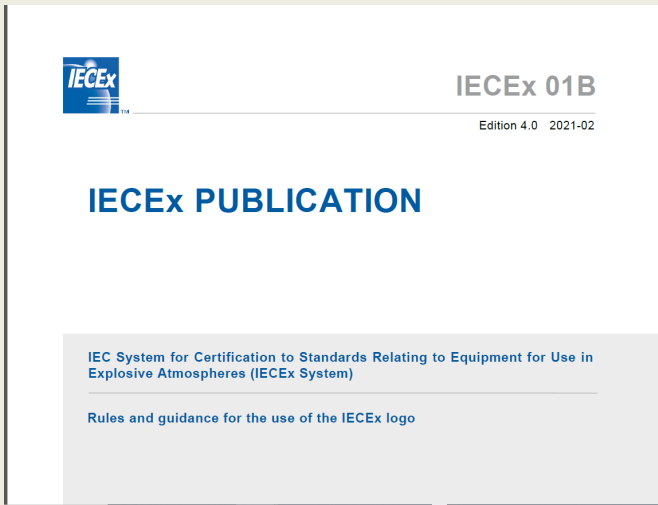 IECEx
TM
IECEx 01B
Edition 4.0 2021-02
IECEx PUBLICATION
IEC System for Certification to Standards Relating to Equipment for Use in
Explosive Atmospheres (IECEx System)
Rules and guidance for the use of the IECEx logo